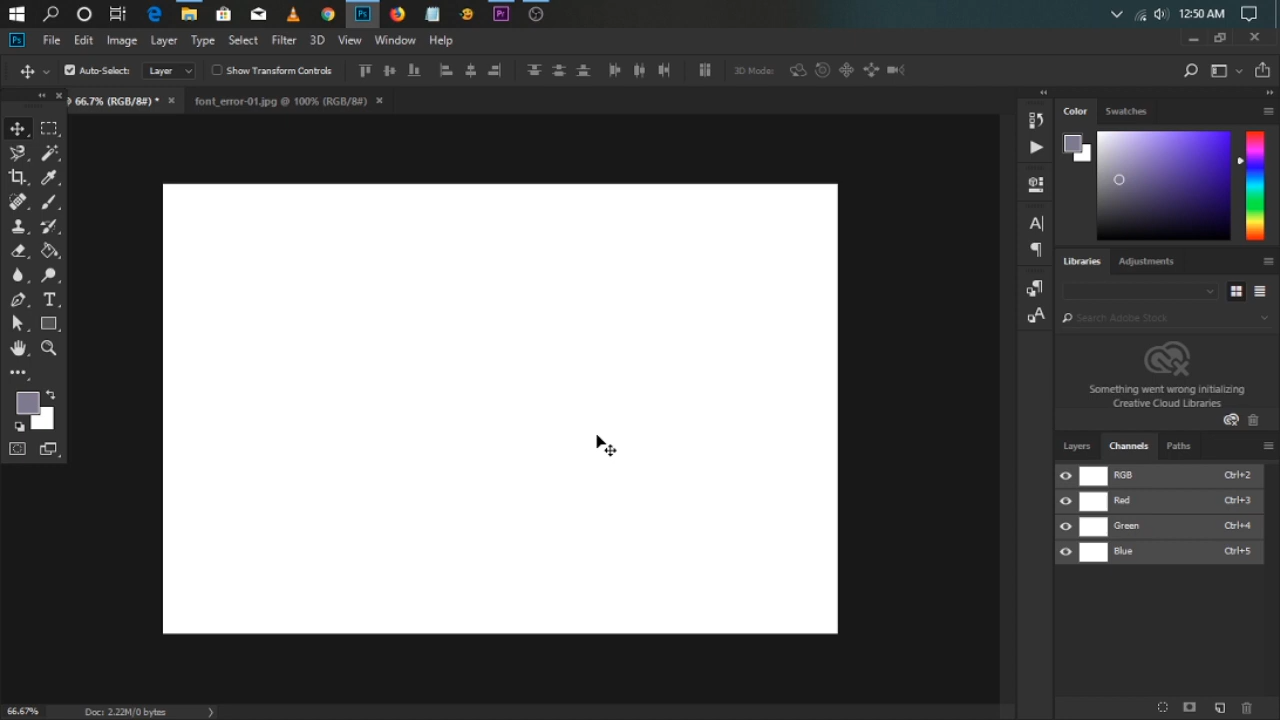 12:50 AM
Ps File Edit Image Layer Type Select Filter 3D View Window Help
Auto-Select: Layer Show Transform Controls 3D Mode:
66.7% (RGB/8#) * × font_error-01.jpg @ 100% (RGB/8#) ×
Color Swatches
Libraries Adjustments
Search Adobe Stock
Something went wrong initializing
Creative Cloud Libraries
Layers Channels Paths
RGB Ctrl+2
Red Ctrl+3
Green Ctrl+4
Blue Ctrl+5
66.67% Doc: 2.22M/0 bytes